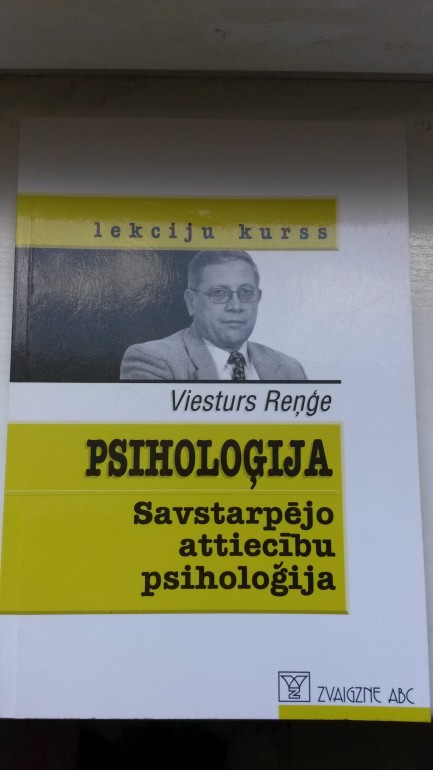 lekciju kurss
Viesturs Reņģe
PSIHOLOĢIJA
Savstarpējo
attiecību
psiholoģija
ZVAIGZNE ABC